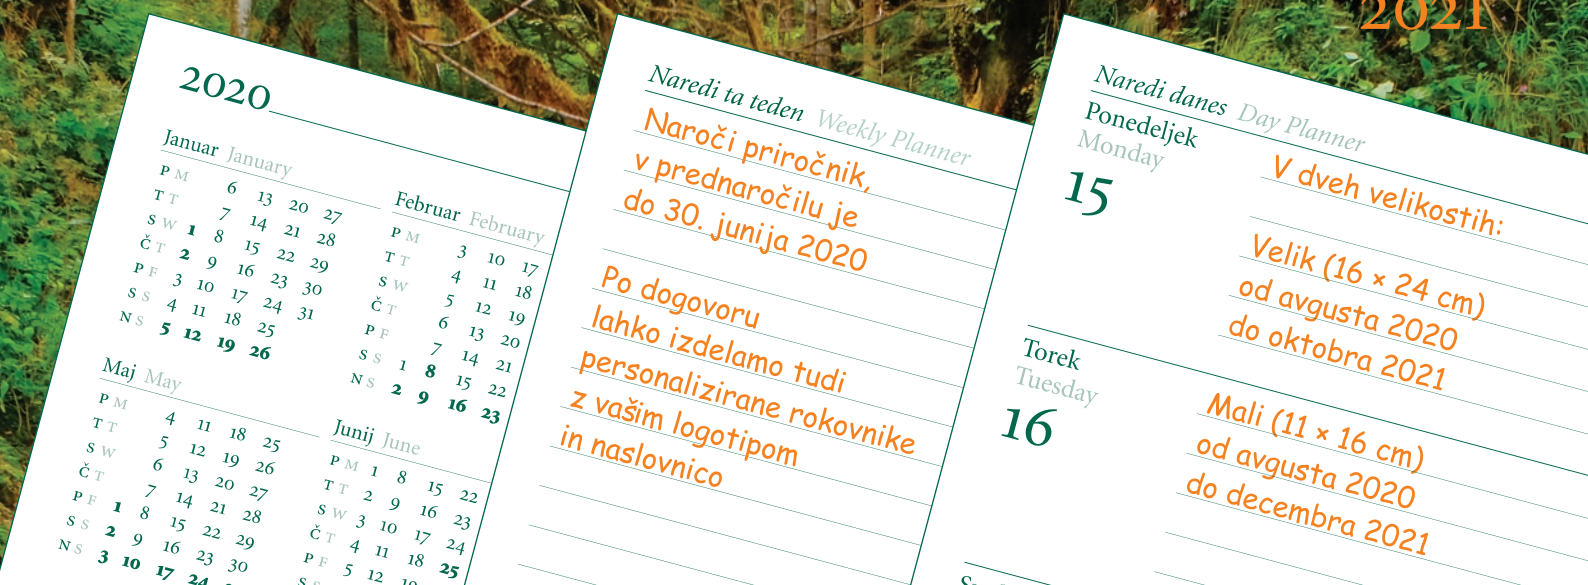 2021
2020
Januar January
P M 6 13 20 27
T T 7 14 21 28
S W 1 8 15 22 29
Č T 2 9 16 23 30
P F 3 10 17 24 31
S S 4 11 18 25
N S 5 12 19 26
Februar February
P M 3 10 17
T T 4 11 18
S W 5 12 19
Č T 6 13 20
P F 7 14 21
S S 1 8 15 22
N S 2 9 16 23
Maj May
P M 4 11 18 25
T T 5 12 19 26
S W 6 13 20 27
Č T 7 14 21 28
P F 1 8 15 22 29
S S 2 9 16 23 30
N S 3 10 17 24
Junij June
P M 1 8 15 22
T T 2 9 16 23
S W 3 10 17 24
Č T 4 11 18 25
P F 5 12
S
Naredi ta teden Weekly Planner
Naroči priročnik,
v prednaročilu je
do 30. junija 2020
Po dogovoru
lahko izdelamo tudi
personalizirane rokovnike
z vašim logotipom
in naslovnico
Naredi danes Day Planner
Ponedeljek
Monday
15
V dveh velikostih:
Velik (16 × 24 cm)
od avgusta 2020
do oktobra 2021
Torek
Tuesday
16
Mali (11 × 16 cm)
od avgusta 2020
do decembra 2021